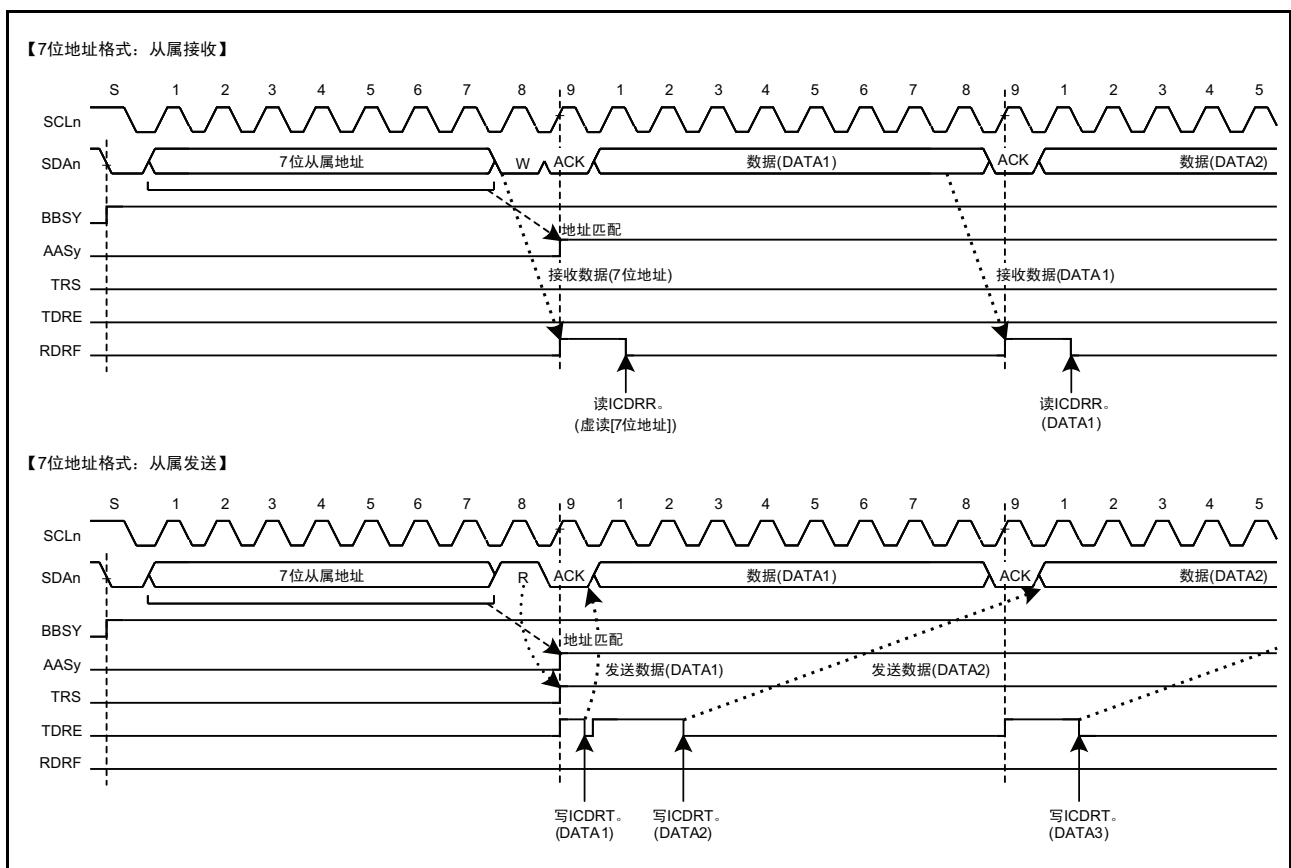 【7位地址格式：从属接收】
S 1 2 3 4 5 6 7 8 9 1 2 3 4 5 6 7 8 9 1 2 3 4 5
SCLn
SDAn 7位从属地址 W ACK 数据(DATA1) ACK 数据(DATA2)
BBSY
地址匹配
AASy
接收数据(7位地址) 接收数据(DATA1)
TRS
TDRE
RDRF
读ICDRR。 读ICDRR。
(虚读[7位地址]) (DATA1)
【7位地址格式：从属发送】
S 1 2 3 4 5 6 7 8 9 1 2 3 4 5 6 7 8 9 1 2 3 4 5
SCLn
SDAn 7位从属地址 R ACK 数据(DATA1) ACK 数据(DATA2)
BBSY
地址匹配
AASy
发送数据(DATA1) 发送数据(DATA2)
TRS
TDRE
RDRF
写ICDRT。 写ICDRT。 写ICDRT。
(DATA1) (DATA2) (DATA3)